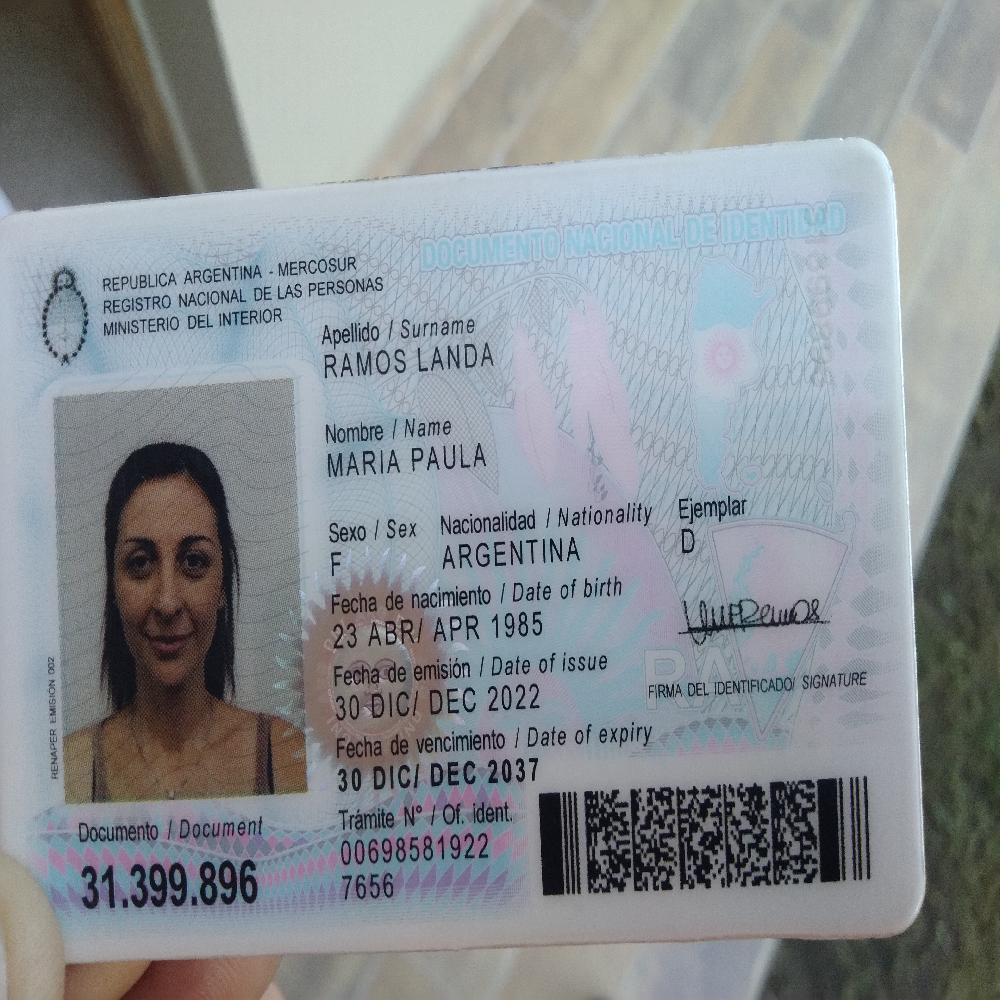 DOCUMENTO NACIONAL DE IDENTIDAD
REPUBLICA ARGENTINA - MERCOSUR
REGISTRO NACIONAL DE LAS PERSONAS
MINISTERIO DEL INTERIOR
Apellido / Surname
RAMOS LANDA
Nombre / Name
MARIA PAULA
Sexo / Sex
F
Nacionalidad / Nationality
ARGENTINA
Ejemplar
D
Fecha de nacimiento / Date of birth
23 ABR/ APR 1985
Fecha de emisión / Date of issue
30 DIC/ DEC 2022
Fecha de vencimiento / Date of expiry
30 DIC/ DEC 2037
FIRMA DEL IDENTIFICADO/ SIGNATURE
RENAPER EMISION 002
Documento / Document
31.399.896
Trámite N° / Of. ident.
00698581922
7656
RA